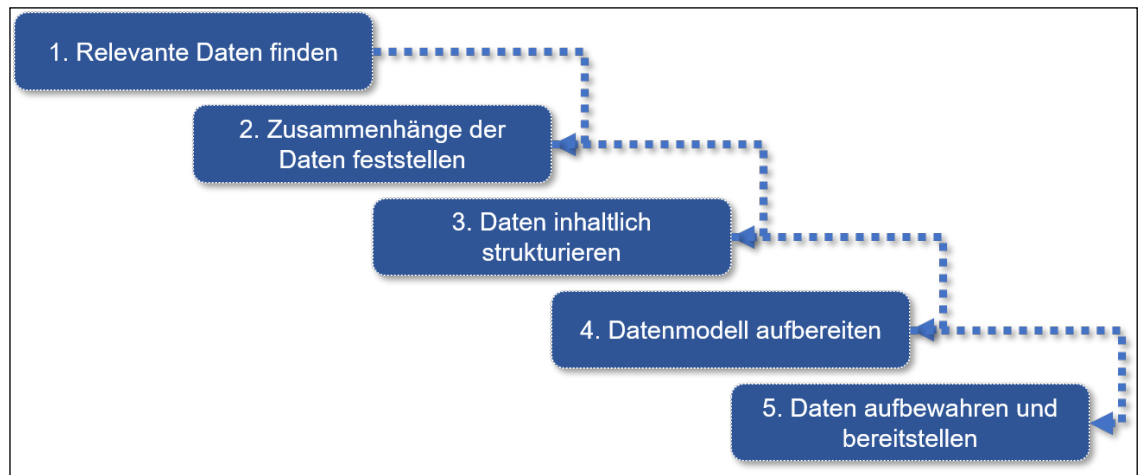 1. Relevante Daten finden
2. Zusammenhänge der
Daten feststellen
3. Daten inhaltlich
strukturieren
4. Datenmodell aufbereiten
5. Daten aufbewahren und
bereitstellen